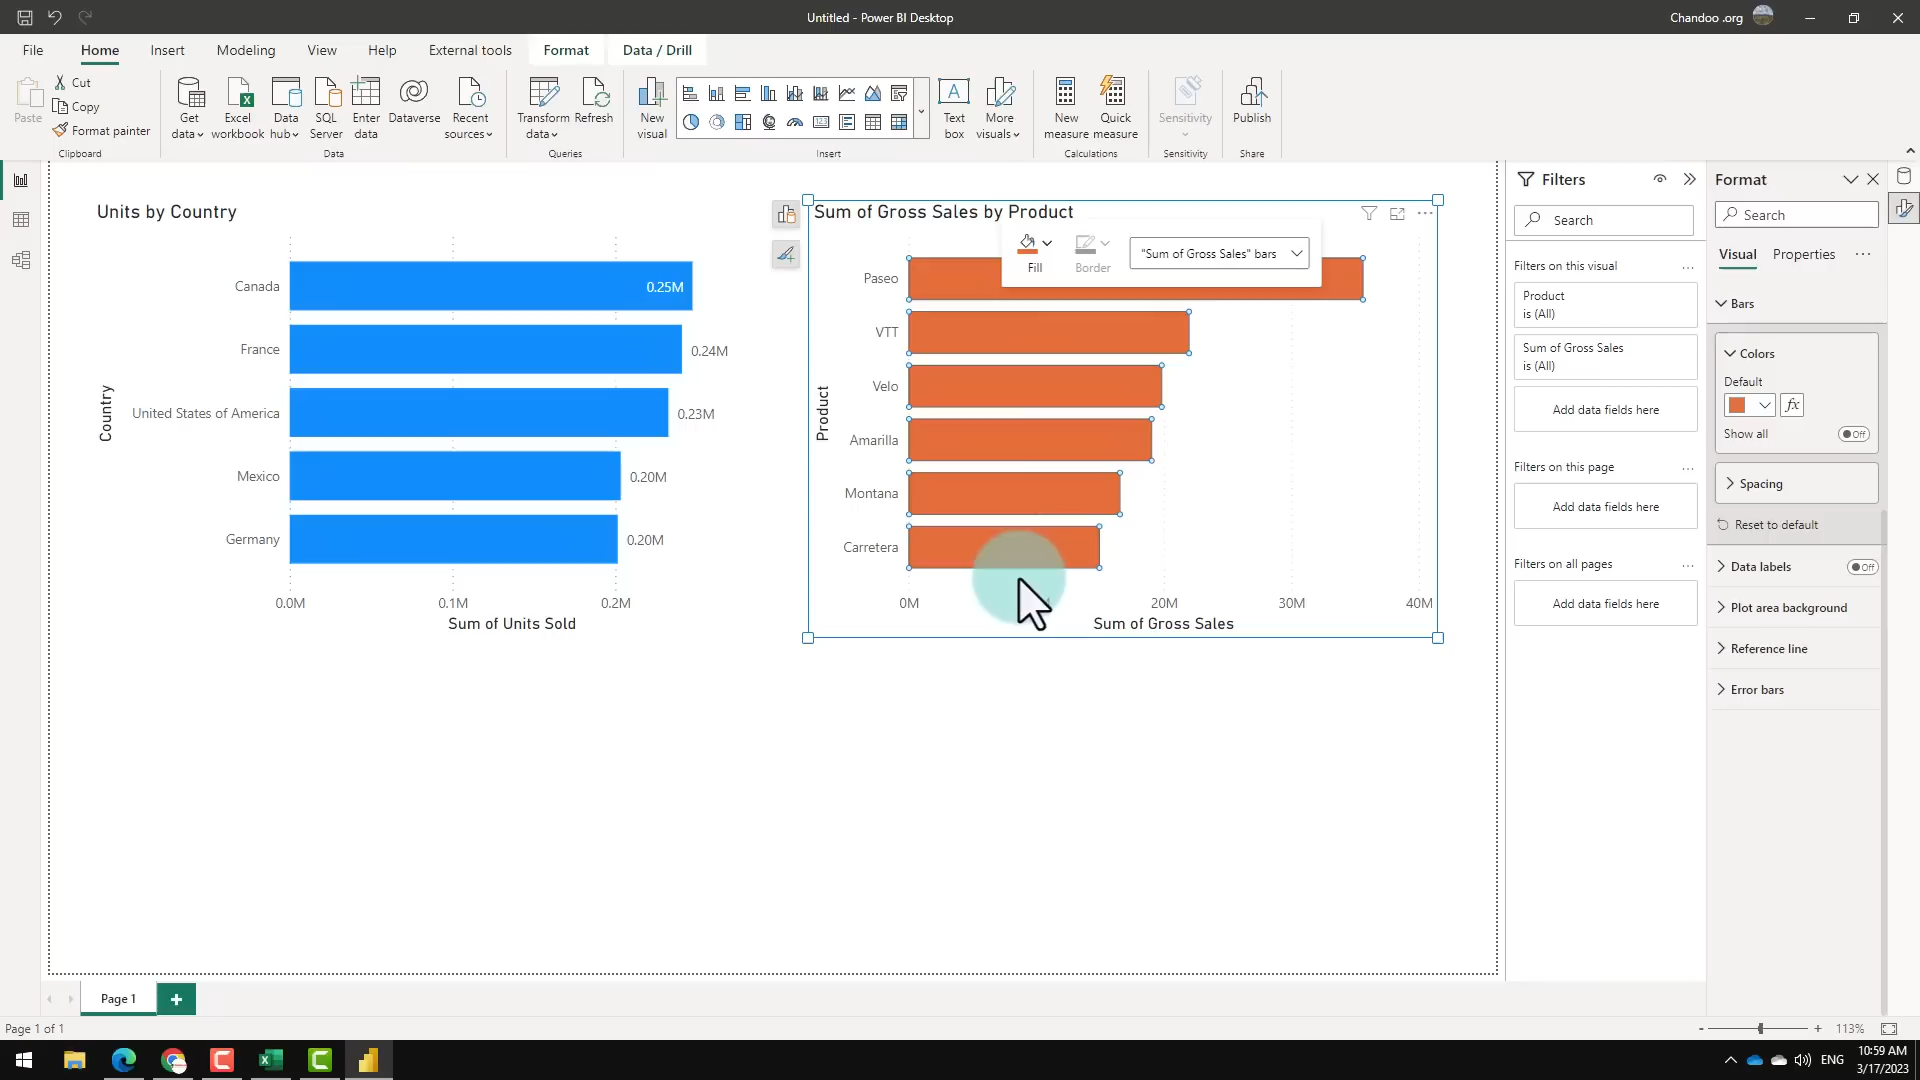 Untitled - Power BI Desktop
Chandoo .org
File
Home
Insert
Modeling
View
Help
External tools
Format
Data / Drill
Paste
Cut
Copy
Format painter
Clipboard
Get data
Excel workbook
Data hub
SQL Server
Enter data
Dataverse
Recent sources
Data
Transform data
Refresh
Queries
New visual
Text box
More visuals
Insert
New measure
Quick measure
Calculations
Sensitivity
Sensitivity
Publish
Share
Units by Country
Country
Canada
0.25M
France
0.24M
United States of America
0.23M
Mexico
0.20M
Germany
0.20M
0.0M
0.1M
0.2M
Sum of Units Sold
Sum of Gross Sales by Product
Fill
Border
"Sum of Gross Sales" bars
Product
Paseo
VTT
Velo
Amarilla
Montana
Carretera
0M
20M
30M
40M
Sum of Gross Sales
Filters
Search
Filters on this visual
Product
is (All)
Sum of Gross Sales
is (All)
Add data fields here
Filters on this page
Add data fields here
Filters on all pages
Add data fields here
Format
Search
Visual
Properties
Bars
Colors
Default
fx
Show all
Off
Spacing
Reset to default
Data labels
Off
Plot area background
Reference line
Error bars
Page 1
Page 1 of 1
113%
ENG
10:59 AM
3/17/2023